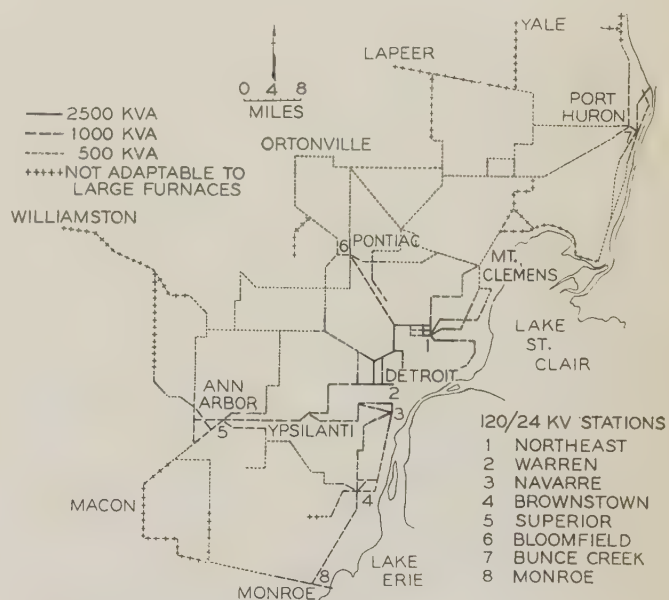 YALE
LAPEER
0 4 8
MILES
PORT
HURON
2500 KVA
1000 KVA
500 KVA
NOT ADAPTABLE TO
LARGE FURNACES
ORTONVILLE
WILLIAMSTON
6 PONTIAC
MT.
CLEMENS
LAKE
ST.
CLAIR
DETROIT
2
ANN
ARBOR
3
5 YPSILANTI
MACON
4
LAKE
ERIE
8
MONROE
120/24 KV STATIONS
1 NORTHEAST
2 WARREN
3 NAVARRE
4 BROWNSTOWN
5 SUPERIOR
6 BLOOMFIELD
7 BUNCE CREEK
8 MONROE